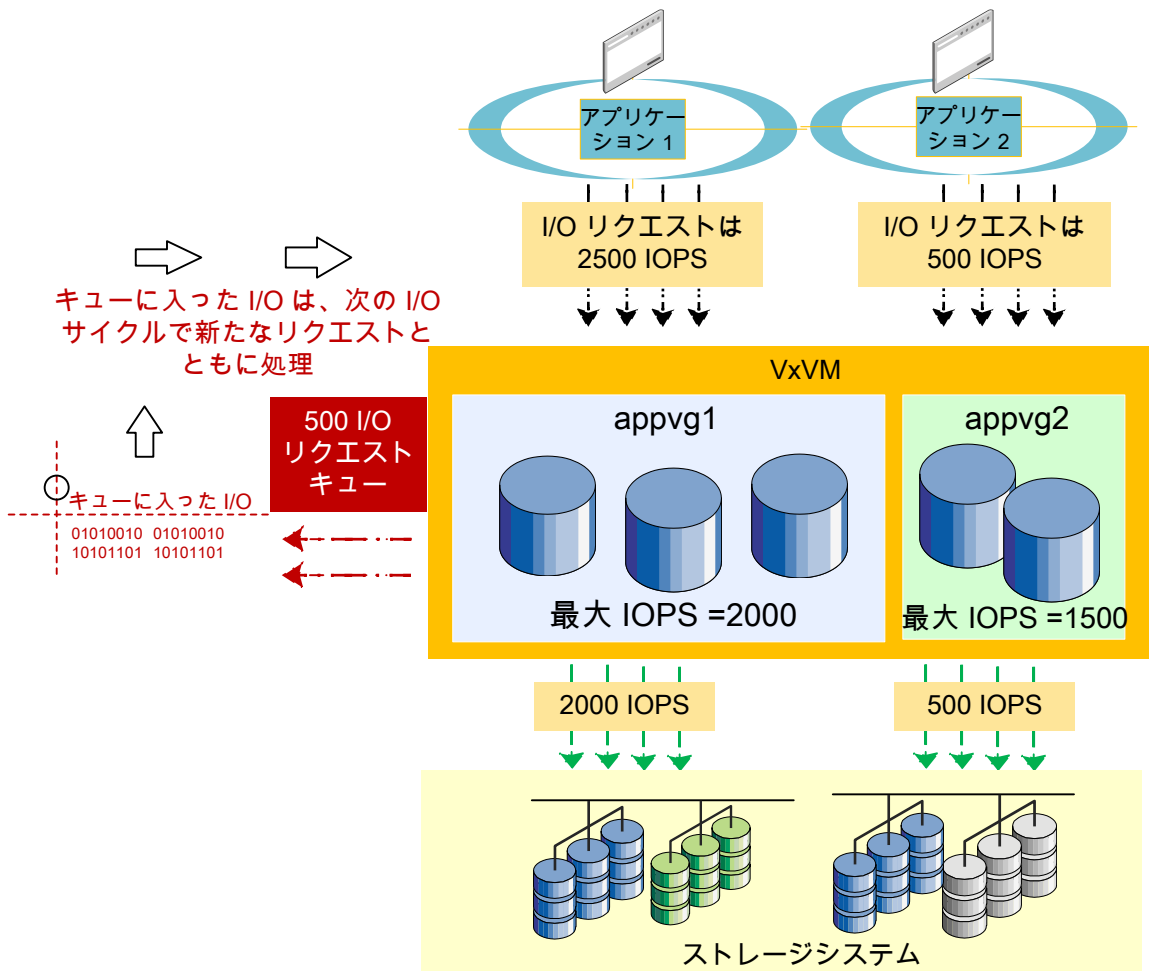 アプリケー
ション 1
アプリケー
ション 2
I/O リクエストは
2500 IOPS
I/O リクエストは
500 IOPS
キューに入った I/O は、次の I/O
サイクルで新たなリクエストと
ともに処理
VxVM
500 I/O
リクエスト
キュー
appvg1
appvg2
キューに入った I/O
01010010 01010010
10101101 10101101
最大 IOPS =2000
最大 IOPS =1500
2000 IOPS
500 IOPS
ストレージシステム